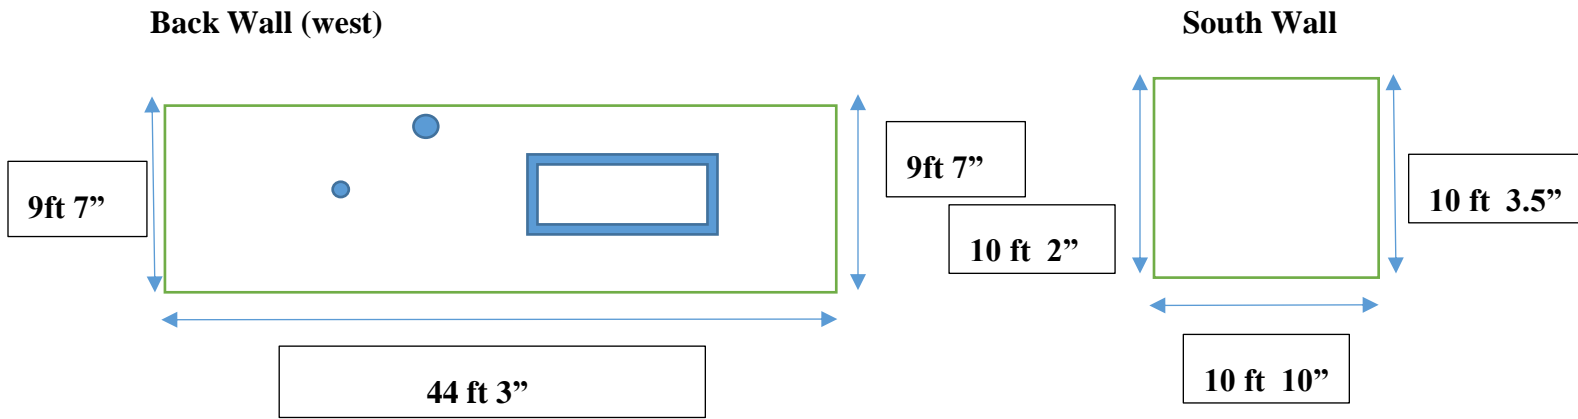 Back Wall (west)
South Wall
9ft 7”
9ft 7”
10 ft  2”
10 ft  3.5”
44 ft 3”
10 ft  10”